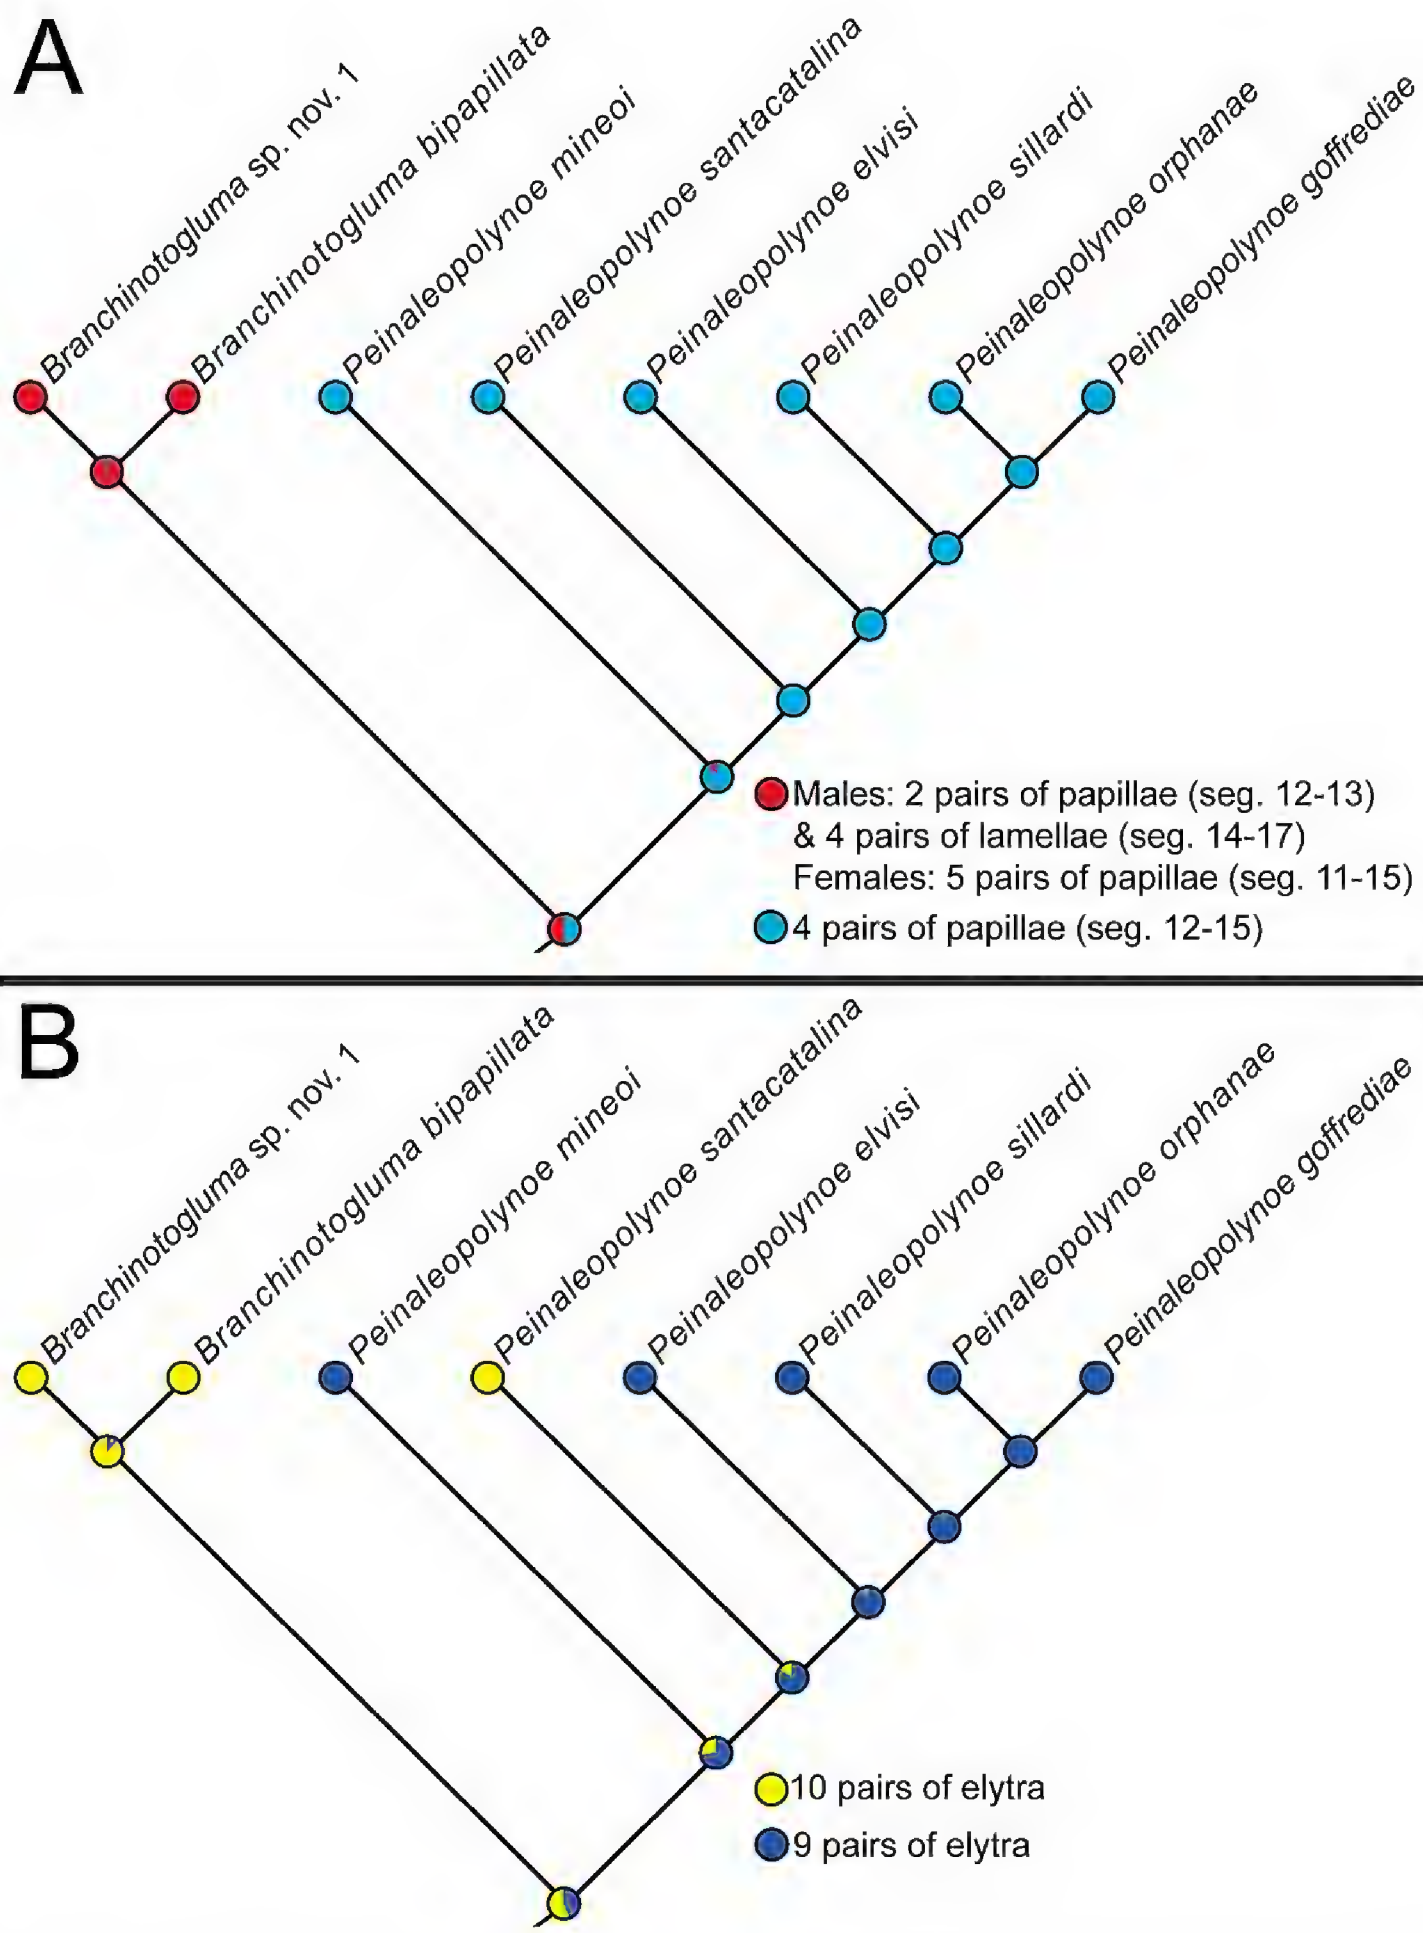 A
Branchinotogluma sp. nov. 1
Branchinotogluma bipapillata
Peinaleopolynoe mineoi
Peinaleopolynoe santacatalina
Peinaleopolynoe elvisi
Peinaleopolynoe sillardi
Peinaleopolynoe orphanae
Peinaleopolynoe goffrediae
Males: 2 pairs of papillae (seg. 12-13)
& 4 pairs of lamellae (seg. 14-17)
Females: 5 pairs of papillae (seg. 11-15)
4 pairs of papillae (seg. 12-15)
B
Branchinotogluma sp. nov. 1
Branchinotogluma bipapillata
Peinaleopolynoe mineoi
Peinaleopolynoe santacatalina
Peinaleopolynoe elvisi
Peinaleopolynoe sillardi
Peinaleopolynoe orphanae
Peinaleopolynoe goffrediae
10 pairs of elytra
9 pairs of elytra